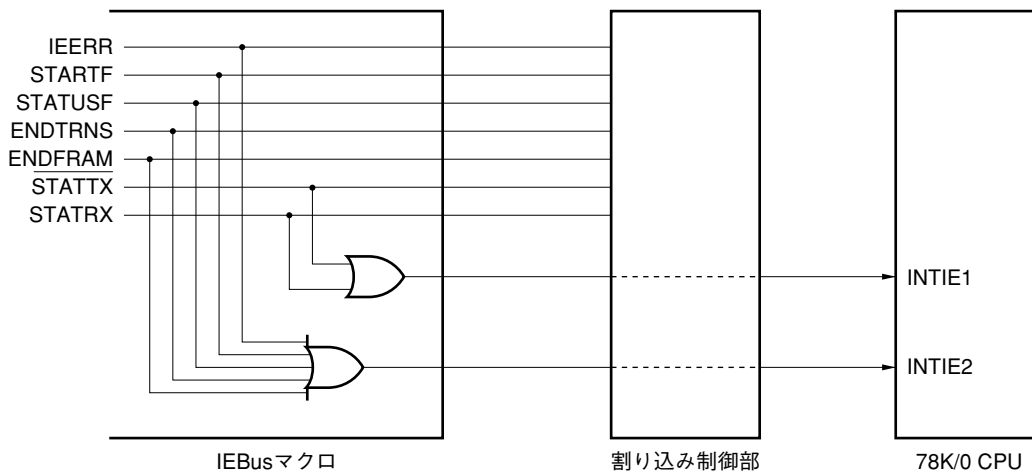 IEERR
STARTF
STATUSF
ENDTRNS
ENDFRAM
STATTX
STATRX
INTIE1
INTIE2
IEBusマクロ
割り込み制御部
78K/0 CPU